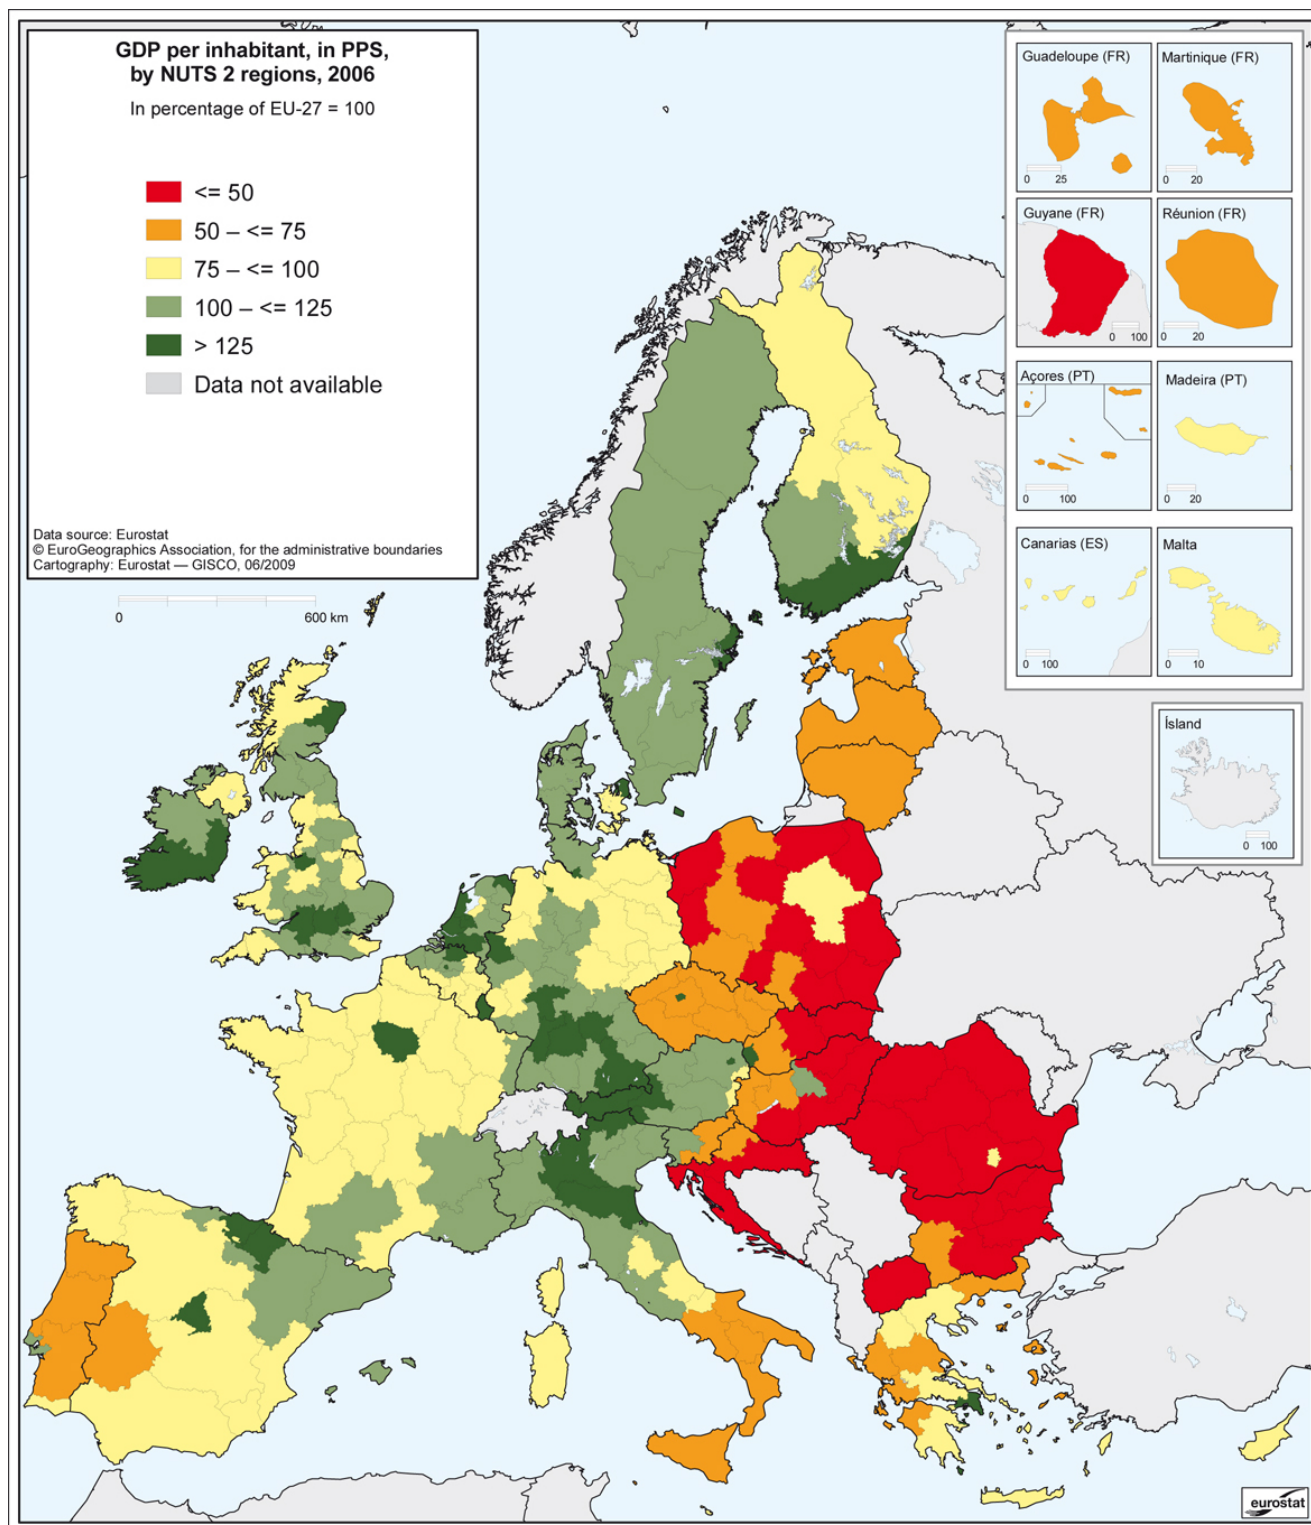 GDP per inhabitant, in PPS,
by NUTS 2 regions, 2006
In percentage of EU-27 = 100
<= 50
50 – <= 75
75 – <= 100
100 – <= 125
> 125
Data not available
Data source: Eurostat
© EuroGeographics Association, for the administrative boundaries
Cartography: Eurostat — GISCO, 06/2009
0 600 km
Guadeloupe (FR)
0 25
Martinique (FR)
0 20
Guyane (FR)
0 100
Réunion (FR)
0 20
Açores (PT)
0 100
Madeira (PT)
0 20
Canarias (ES)
0 100
Malta
0 10
Ísland
0 100
eurostat